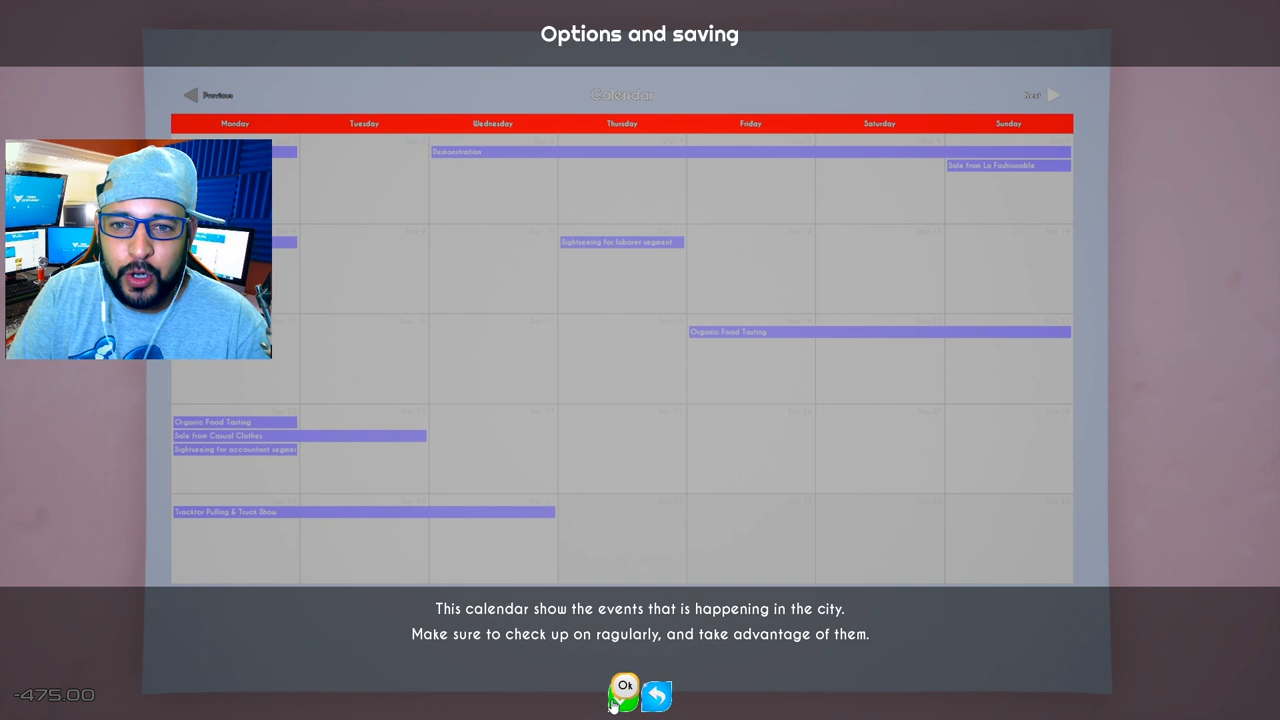 Options and saving
Previous
Calendar
Next
Monday Tuesday Wednesday Thursday Friday Saturday Sunday
Demonstration
Sale from La Fashionable
Sightseeing for laborer segment
Organic Food Tasting
Organic Food Tasting
Sale from Casual Clothes
Sightseeing for accountant segme
Tracktor Pulling & Truck Show
This calendar show the events that is happening in the city.
Make sure to check up on ragularly, and take advantage of them.
Ok
-475.00